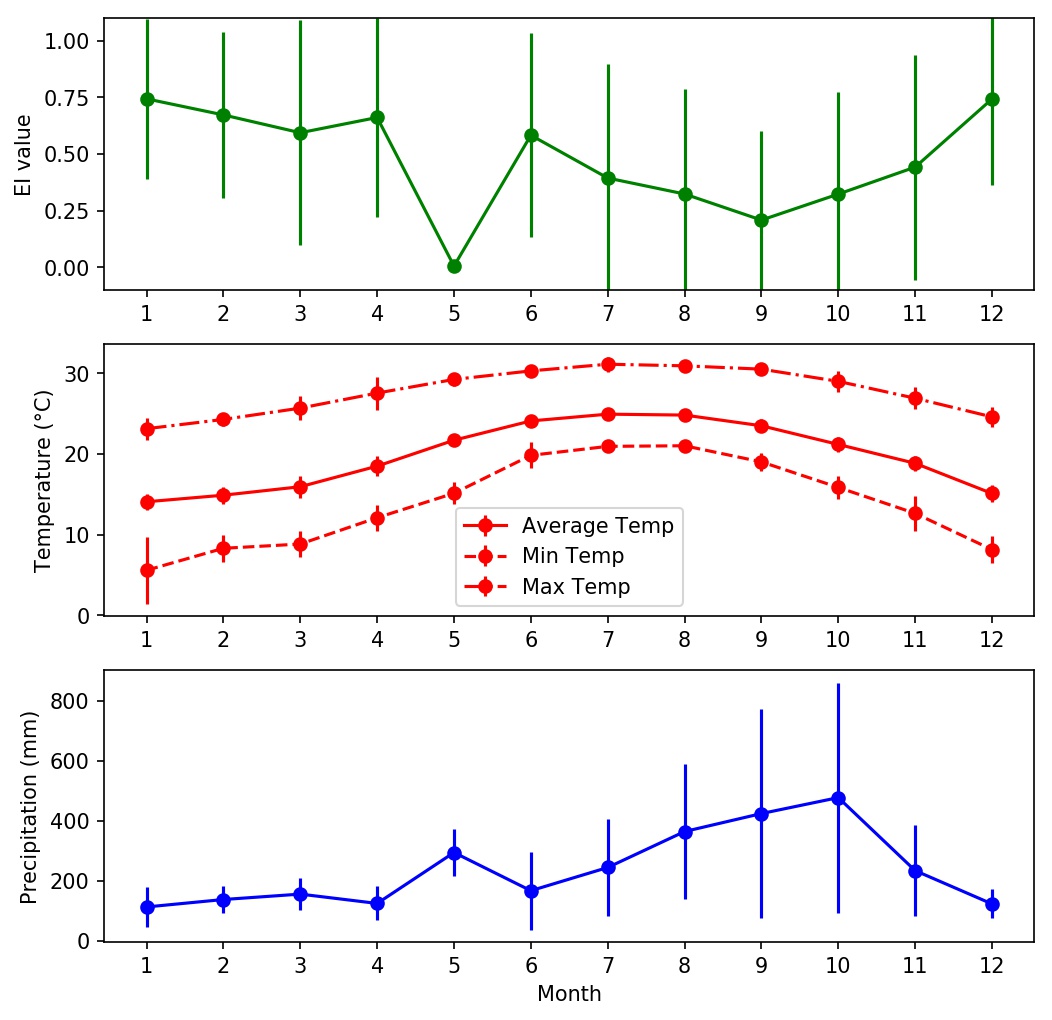 EI value
1.00
0.75
0.50
0.25
0.00
1 2 3 4 5 6 7 8 9 10 11 12
Temperature (°C)
30
20
10
0
Average Temp
Min Temp
Max Temp
1 2 3 4 5 6 7 8 9 10 11 12
Precipitation (mm)
800
600
400
200
0
1 2 3 4 5 6 7 8 9 10 11 12
Month